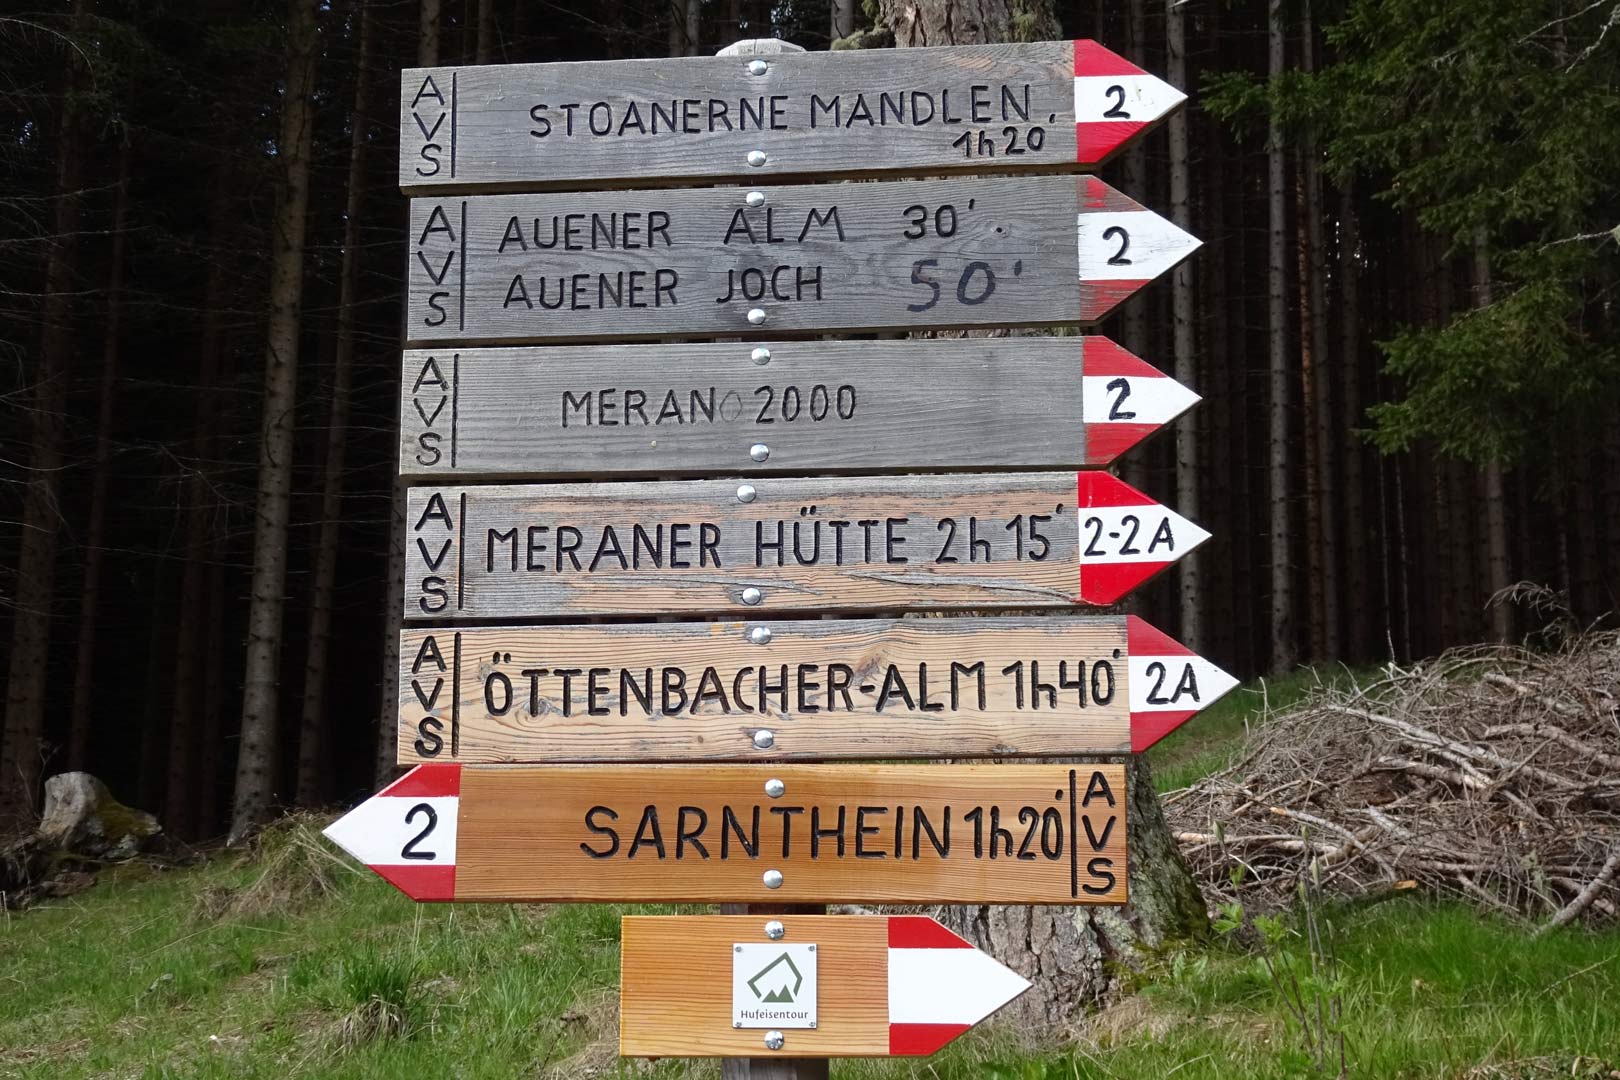 AVS STOANERNE MANDLEN 2
1h20'
AVS AUENER ALM 30' 2
AUENER JOCH 50'
AVS MERANO 2000 2
AVS MERANER HÜTTE 2h 15' 2-2A
AVS ÖTTENBACHER-ALM 1h40' 2A
2 SARNTHEIN 1h20' AVS
Hufeisentour